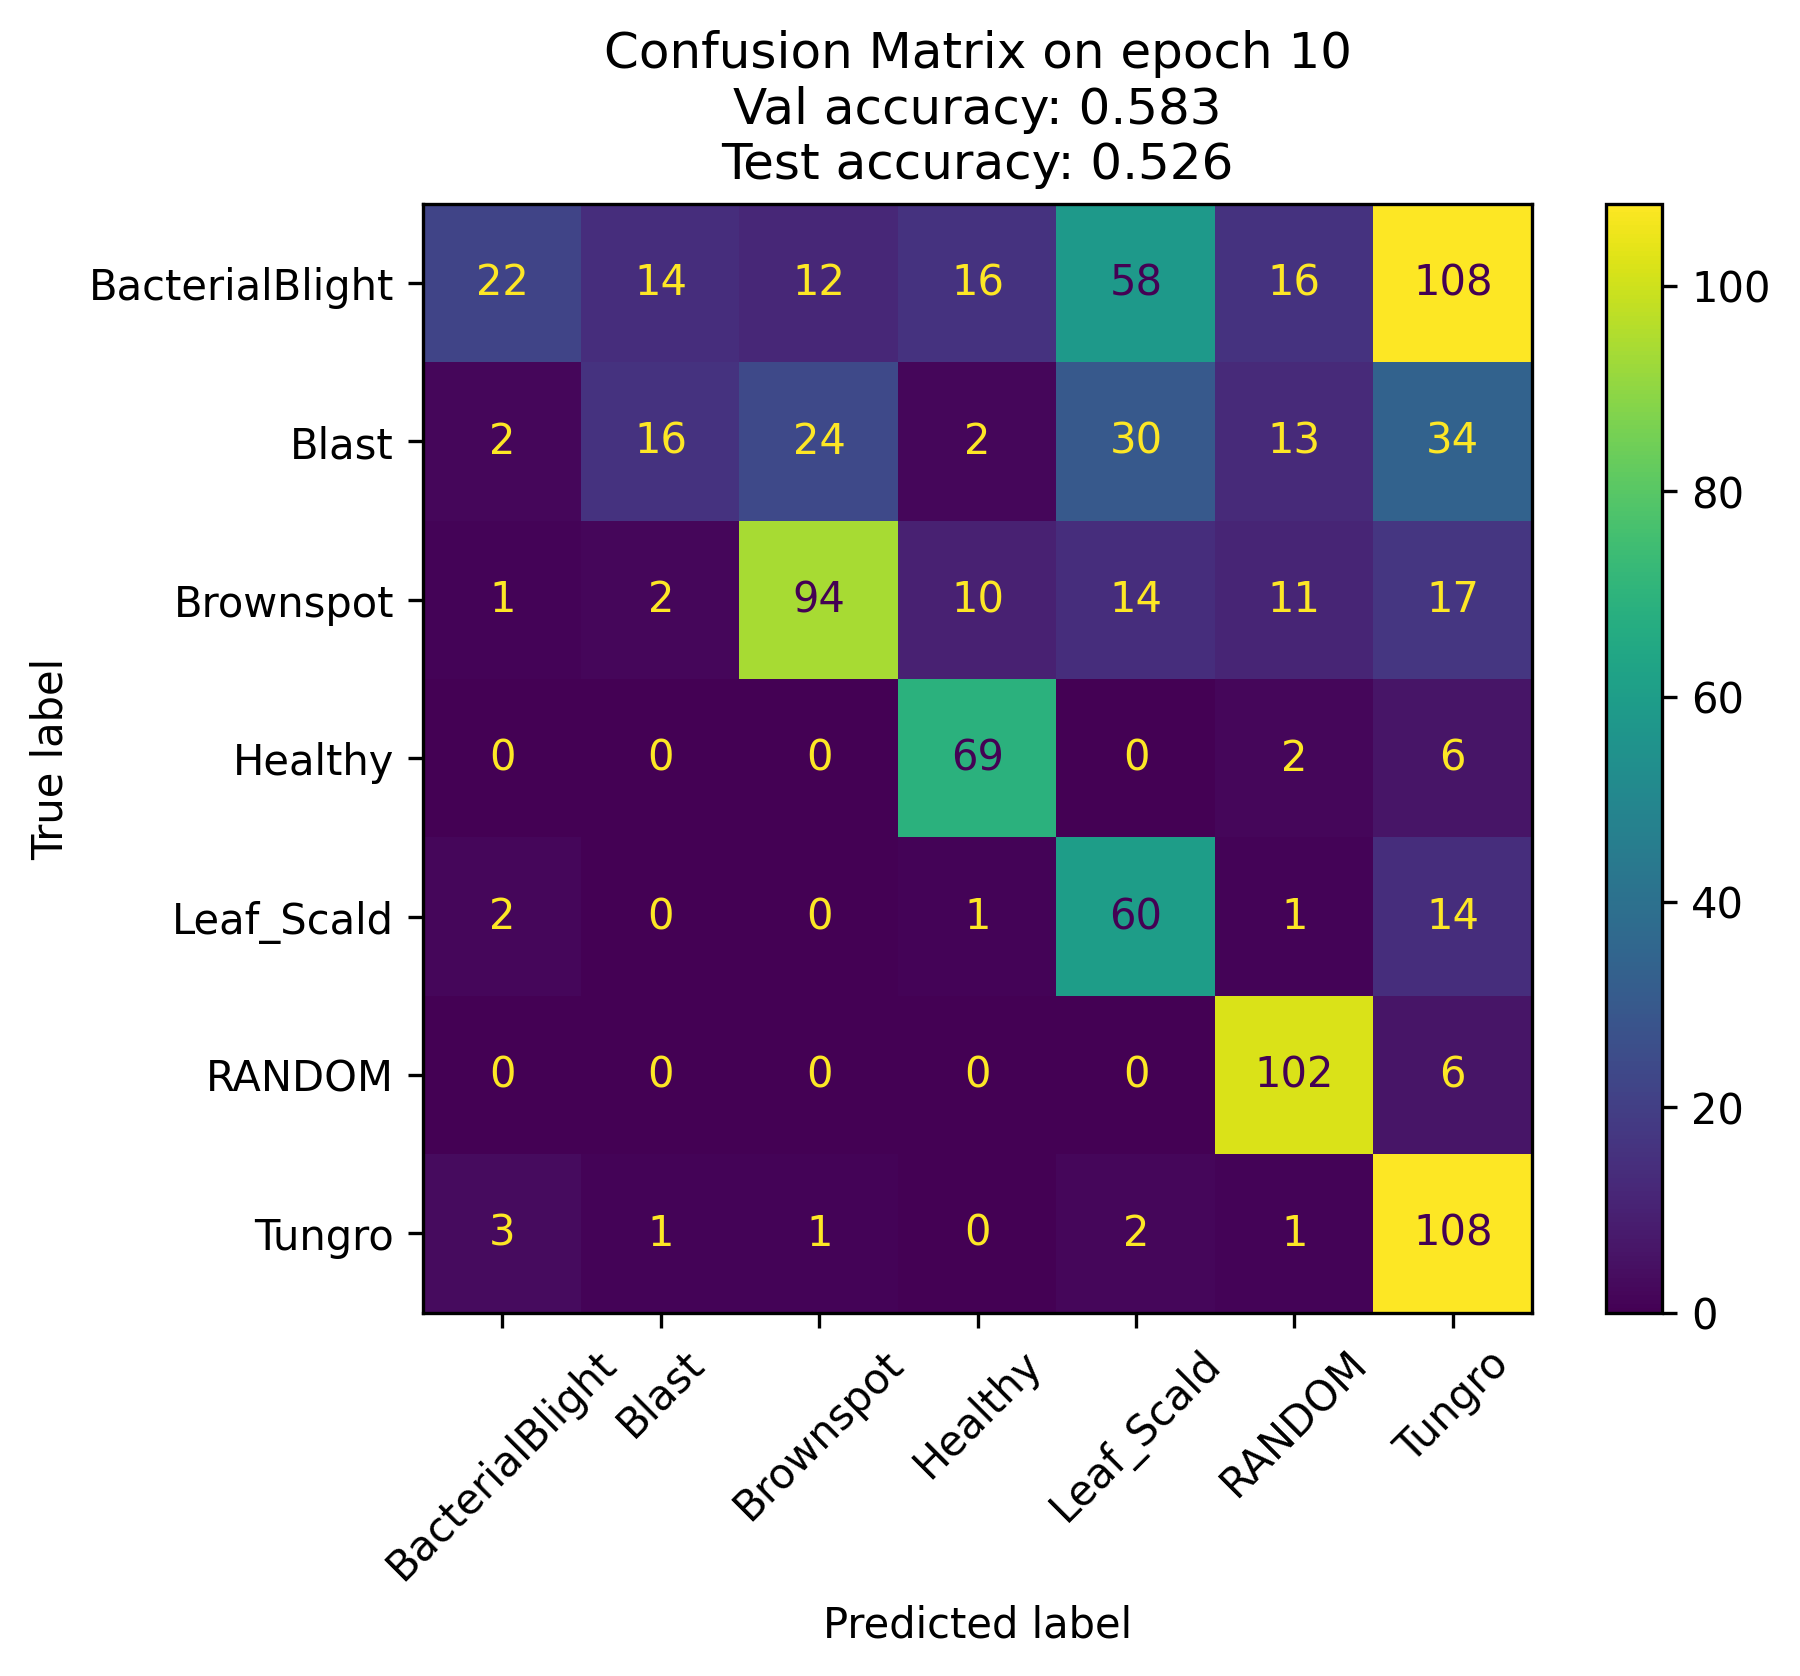 Confusion Matrix on epoch 10
Val accuracy: 0.583
Test accuracy: 0.526
BacterialBlight 22 14 12 16 58 16 108
Blast 2 16 24 2 30 13 34
Brownspot 1 2 94 10 14 11 17
Healthy 0 0 0 69 0 2 6
Leaf_Scald 2 0 0 1 60 1 14
RANDOM 0 0 0 0 0 102 6
Tungro 3 1 1 0 2 1 108
True label
BacterialBlight
Blast
Brownspot
Healthy
Leaf_Scald
RANDOM
Tungro
Predicted label
100
80
60
40
20
0